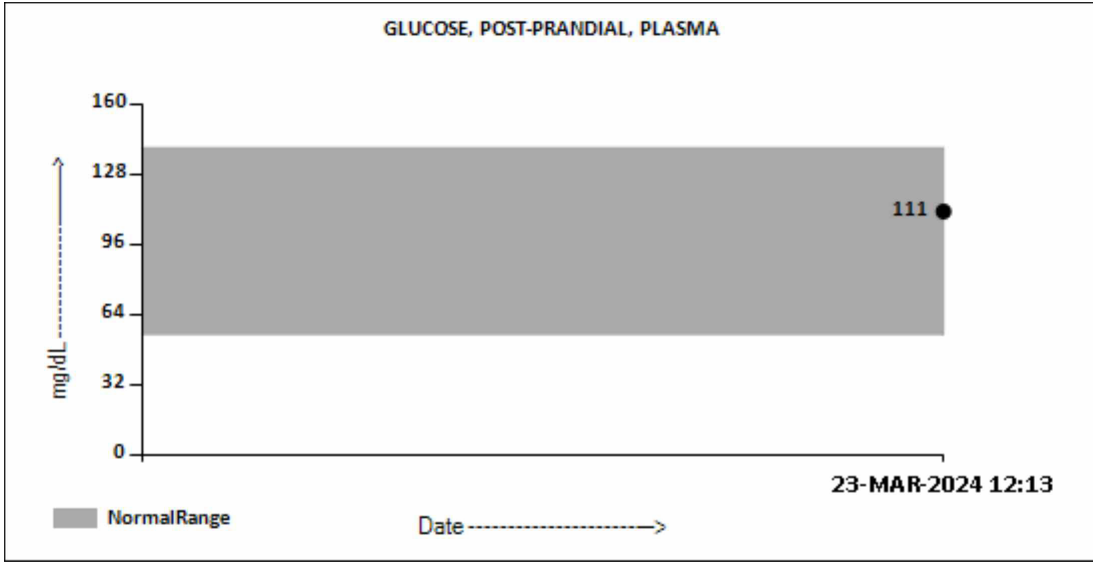 GLUCOSE, POST-PRANDIAL, PLASMA
160
128
111
96
64
32
0
mg/dL
23-MAR-2024 12:13
NormalRange
Date